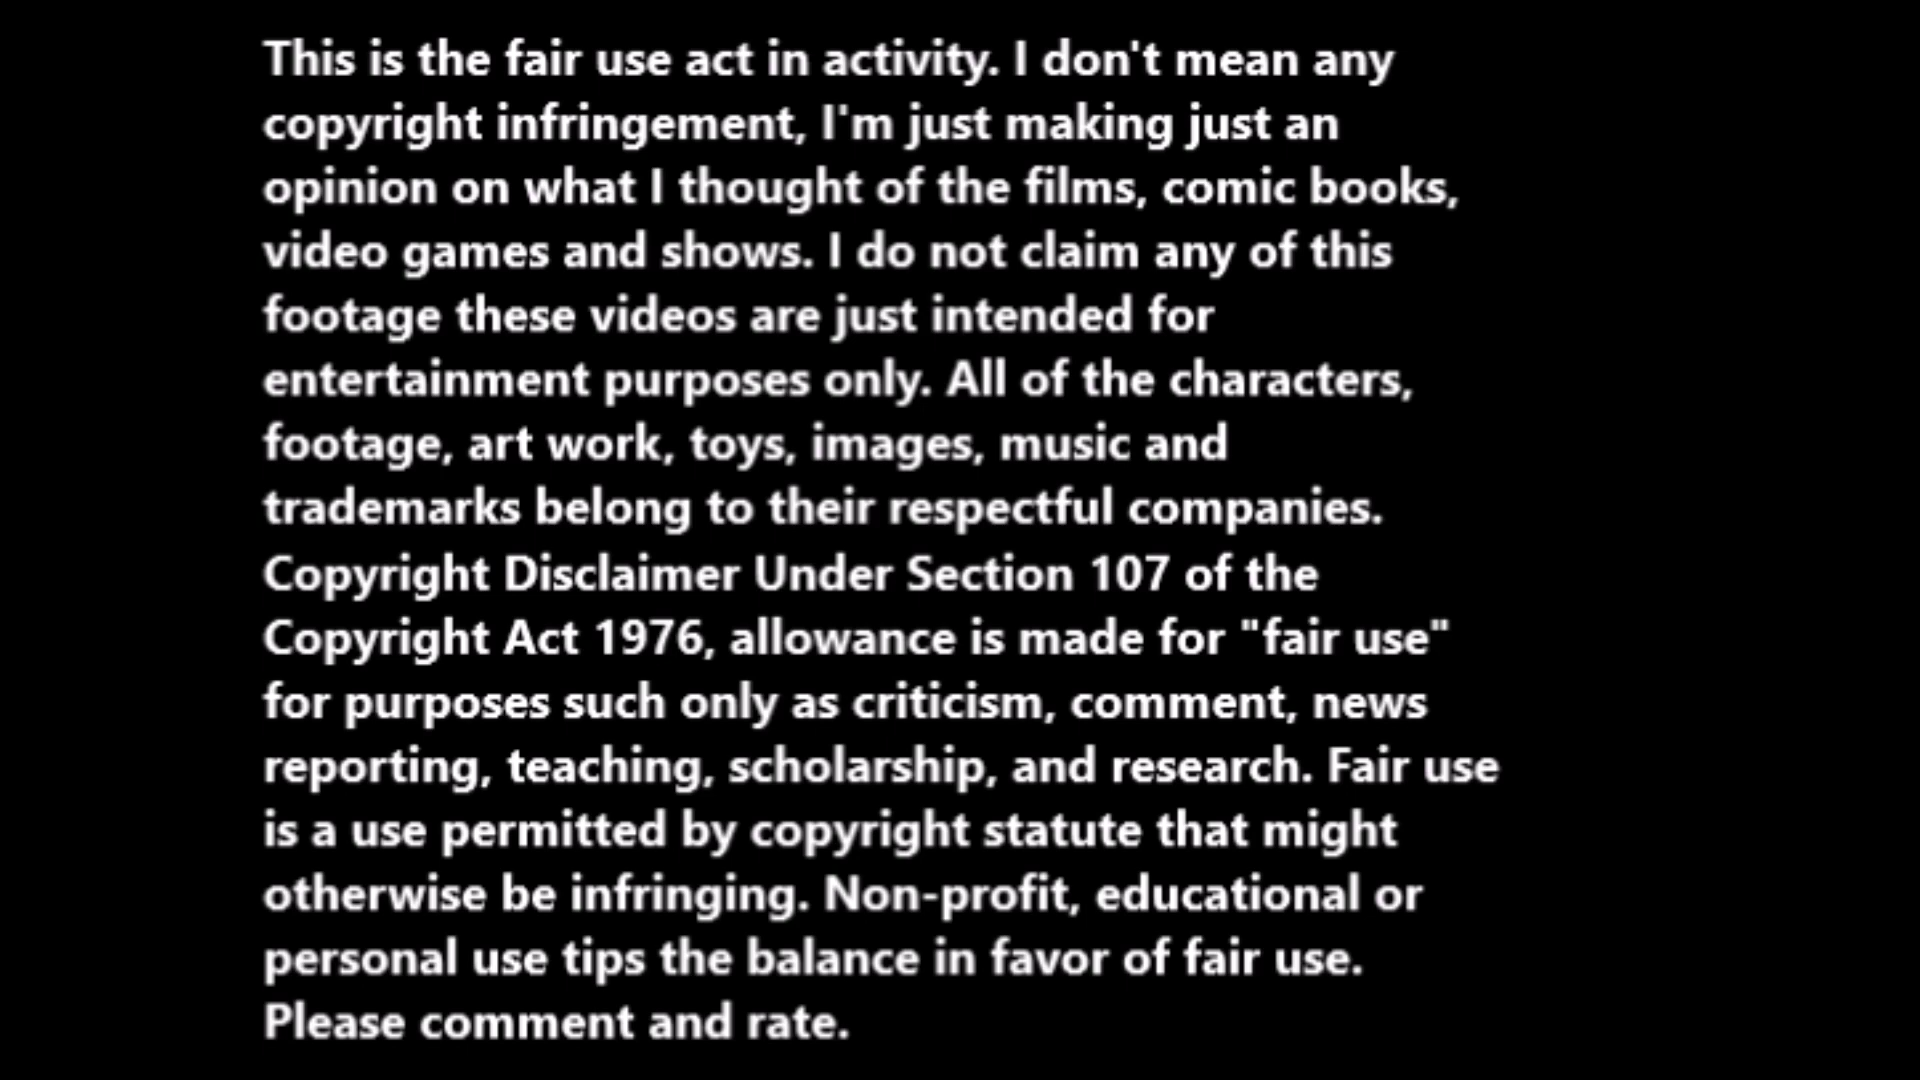 This is the fair use act in activity. I don't mean any
copyright infringement, I'm just making just an
opinion on what I thought of the films, comic books,
video games and shows. I do not claim any of this
footage these videos are just intended for
entertainment purposes only. All of the characters,
footage, art work, toys, images, music and
trademarks belong to their respectful companies.
Copyright Disclaimer Under Section 107 of the
Copyright Act 1976, allowance is made for "fair use"
for purposes such only as criticism, comment, news
reporting, teaching, scholarship, and research. Fair use
is a use permitted by copyright statute that might
otherwise be infringing. Non-profit, educational or
personal use tips the balance in favor of fair use.
Please comment and rate.